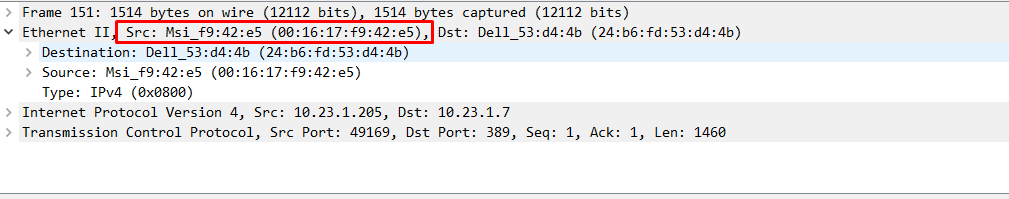 Frame 151: 1514 bytes on wire (12112 bits), 1514 bytes captured (12112 bits)
Ethernet II, Src: Msi_f9:42:e5 (00:16:17:f9:42:e5), Dst: Dell_53:d4:4b (24:b6:fd:53:d4:4b)
Destination: Dell_53:d4:4b (24:b6:fd:53:d4:4b)
Source: Msi_f9:42:e5 (00:16:17:f9:42:e5)
Type: IPv4 (0x0800)
Internet Protocol Version 4, Src: 10.23.1.205, Dst: 10.23.1.7
Transmission Control Protocol, Src Port: 49169, Dst Port: 389, Seq: 1, Ack: 1, Len: 1460